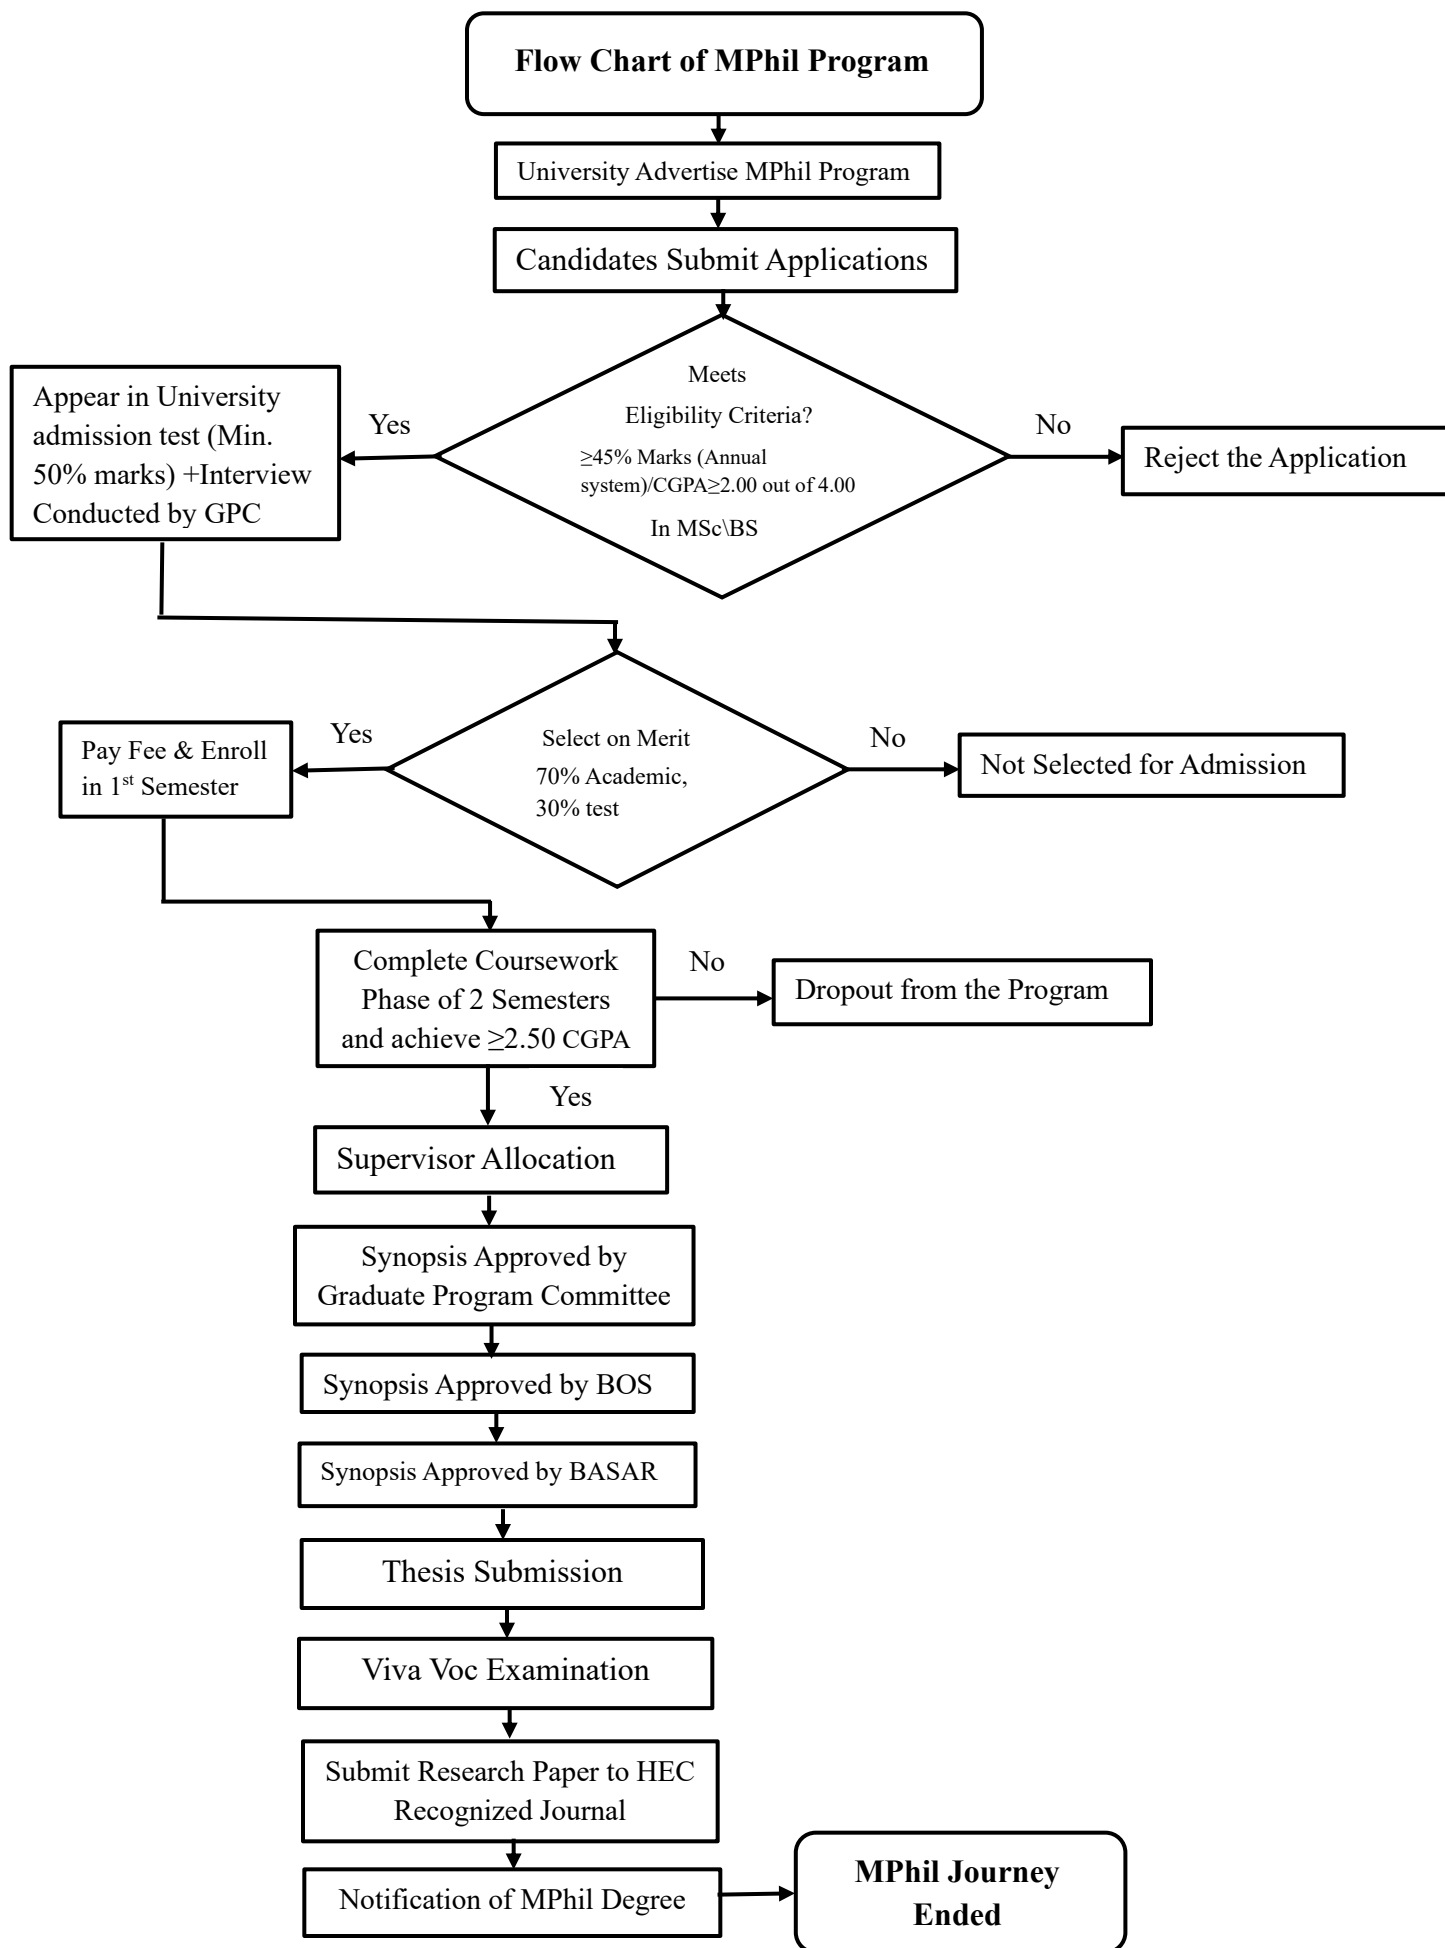 Flow Chart of MPhil Program
University Advertise MPhil Program
Candidates Submit Applications
Meets
Eligibility Criteria?
≥45% Marks (Annual
system)/CGPA≥2.00 out of 4.00
In MSc\BS
Yes
No
Appear in University
admission test (Min.
50% marks) +Interview
Conducted by GPC
Reject the Application
Select on Merit
70% Academic,
30% test
Yes
No
Pay Fee & Enroll
in 1st Semester
Not Selected for Admission
Complete Coursework
Phase of 2 Semesters
and achieve ≥2.50 CGPA
No
Dropout from the Program
Yes
Supervisor Allocation
Synopsis Approved by
Graduate Program Committee
Synopsis Approved by BOS
Synopsis Approved by BASAR
Thesis Submission
Viva Voc Examination
Submit Research Paper to HEC
Recognized Journal
Notification of MPhil Degree
MPhil Journey
Ended